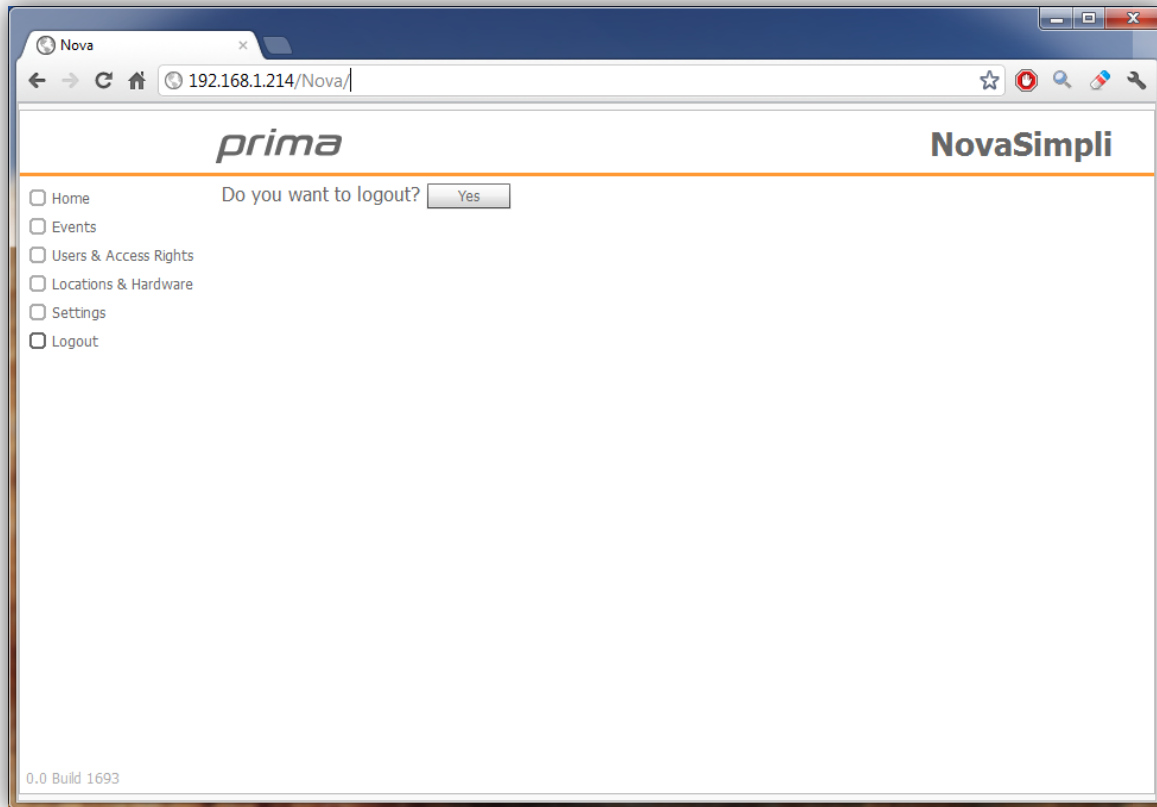 Nova
192.168.1.214/Nova/
prima
NovaSimpli
Home
Do you want to logout? Yes
Events
Users & Access Rights
Locations & Hardware
Settings
Logout
0.0 Build 1693